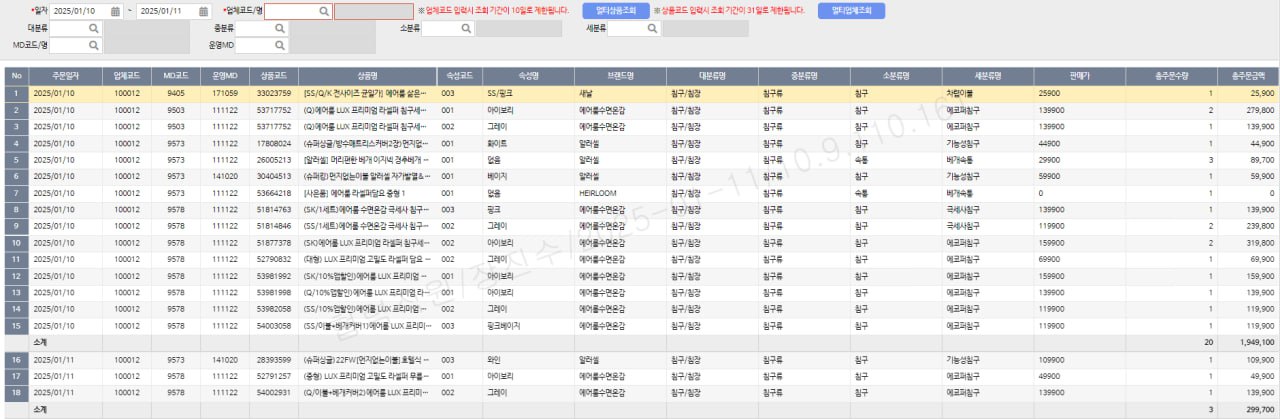 *일자 2025/01/10 ~ 2025/01/11 *업체코드/명 ※업체코드 입력시 조회 기간이 10일로 제한됩니다. 멀티상품조회 ※상품코드 입력시 조회기간이 31일로 제한됩니다. 멀티업체조회
대분류 중분류 소분류 세분류
MD코드/명 운영MD
No 주문일자 업체코드 MD코드 운영MD 상품코드 상품명 속성코드 속성명 브랜드명 대분류명 중분류명 소분류명 세분류명 판매가 총주문수량 총주문금액
1 2025/01/10 100012 9405 171059 33023759 [SS/Q/K 전사이즈 균일가] 에어룸 삶은… 003 SS/핑크 새날 침구/침장 침구류 침구 차렵이불 25900 1 25,900
2 2025/01/10 100012 9503 111122 53717752 (Q)에어룸 LUX 프리미엄 라셀퍼 침구세… 001 아이보리 에어룸수면온감 침구/침장 침구류 침구 에코퍼침구 139900 2 279,800
3 2025/01/10 100012 9503 111122 53717752 (Q)에어룸 LUX 프리미엄 라셀퍼 침구세… 002 그레이 에어룸수면온감 침구/침장 침구류 침구 에코퍼침구 139900 1 139,900
4 2025/01/10 100012 9573 111122 17808024 (슈퍼싱글/방수매트리스커버2장)먼지없… 001 화이트 알러셀 침구/침장 침구류 침구 기능성침구 44900 1 44,900
5 2025/01/10 100012 9573 111122 26005213 [알러셀] 머리편한 베개 이지넥 경추베개 … 001 없음 알러셀 침구/침장 침구류 속통 베개속통 29900 3 89,700
6 2025/01/10 100012 9573 141020 30404513 (슈퍼킹)먼지없는이불 알러셀 자가발열&… 001 베이지 알러셀 침구/침장 침구류 침구 기능성침구 59900 1 59,900
7 2025/01/10 100012 9573 111122 53664218 [사은품] 에어룸 라셀퍼담요 중형 1 001 없음 HEIRLOOM 침구/침장 침구류 속통 베개속통 0 1 0
8 2025/01/10 100012 9578 111122 51814763 (SK/1세트)에어룸 수면온감 극세사 침구… 003 핑크 에어룸수면온감 침구/침장 침구류 침구 극세사침구 139900 1 139,900
9 2025/01/10 100012 9578 111122 51814846 (SS/1세트)에어룸 수면온감 극세사 침구… 002 그레이 에어룸수면온감 침구/침장 침구류 침구 극세사침구 119900 2 239,800
10 2025/01/10 100012 9578 111122 51877378 (SK)에어룸 LUX 프리미엄 라셀퍼 침구세… 002 아이보리 에어룸수면온감 침구/침장 침구류 침구 에코퍼침구 159900 2 319,800
11 2025/01/10 100012 9578 111122 52790832 (대형) LUX 프리미엄 고밀도 라셀퍼 담요 … 002 그레이 에어룸수면온감 침구/침장 침구류 침구 에코퍼침구 69900 1 69,900
12 2025/01/10 100012 9578 111122 53981992 (SK/10%앱할인)에어룸 LUX 프리미엄 … 001 아이보리 에어룸수면온감 침구/침장 침구류 침구 에코퍼침구 159900 1 159,900
13 2025/01/10 100012 9578 111122 53981998 (Q/10%앱할인)에어룸 LUX 프리미엄 라… 001 아이보리 에어룸수면온감 침구/침장 침구류 침구 에코퍼침구 139900 1 139,900
14 2025/01/10 100012 9578 111122 53982058 (SS/10%앱할인)에어룸 LUX 프리미엄 … 002 그레이 에어룸수면온감 침구/침장 침구류 침구 에코퍼침구 119900 1 119,900
15 2025/01/10 100012 9578 111122 54003058 (SS/이불+베개커버1)에어룸 LUX 프리미… 003 핑크베이지 에어룸수면온감 침구/침장 침구류 침구 에코퍼침구 119900 1 119,900
소계 20 1,949,100
16 2025/01/11 100012 9573 141020 28393599 (슈퍼싱글) 22FW[먼지없는이불] 호텔식 … 003 와인 알러셀 침구/침장 침구류 침구 기능성침구 109900 1 109,900
17 2025/01/11 100012 9578 111122 52791257 (중형) LUX 프리미엄 고밀도 라셀퍼 무릎… 001 아이보리 에어룸수면온감 침구/침장 침구류 침구 에코퍼침구 49900 1 49,900
18 2025/01/11 100012 9578 111122 54002931 (Q/이불+베개커버2)에어룸 LUX 프리미… 002 그레이 에어룸수면온감 침구/침장 침구류 침구 에코퍼침구 139900 1 139,900
소계 3 299,700